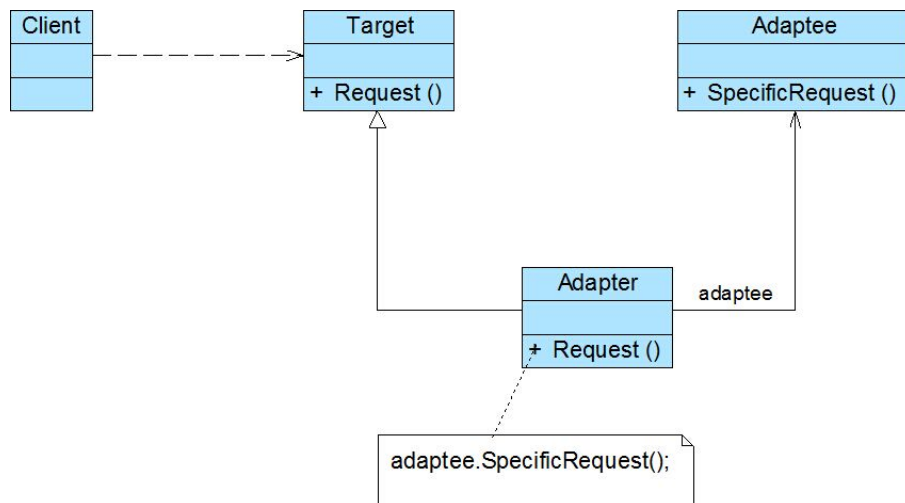 Client
Target
+ Request ()
Adaptee
+ SpecificRequest ()
Adapter
+ Request ()
adaptee
adaptee.SpecificRequest();